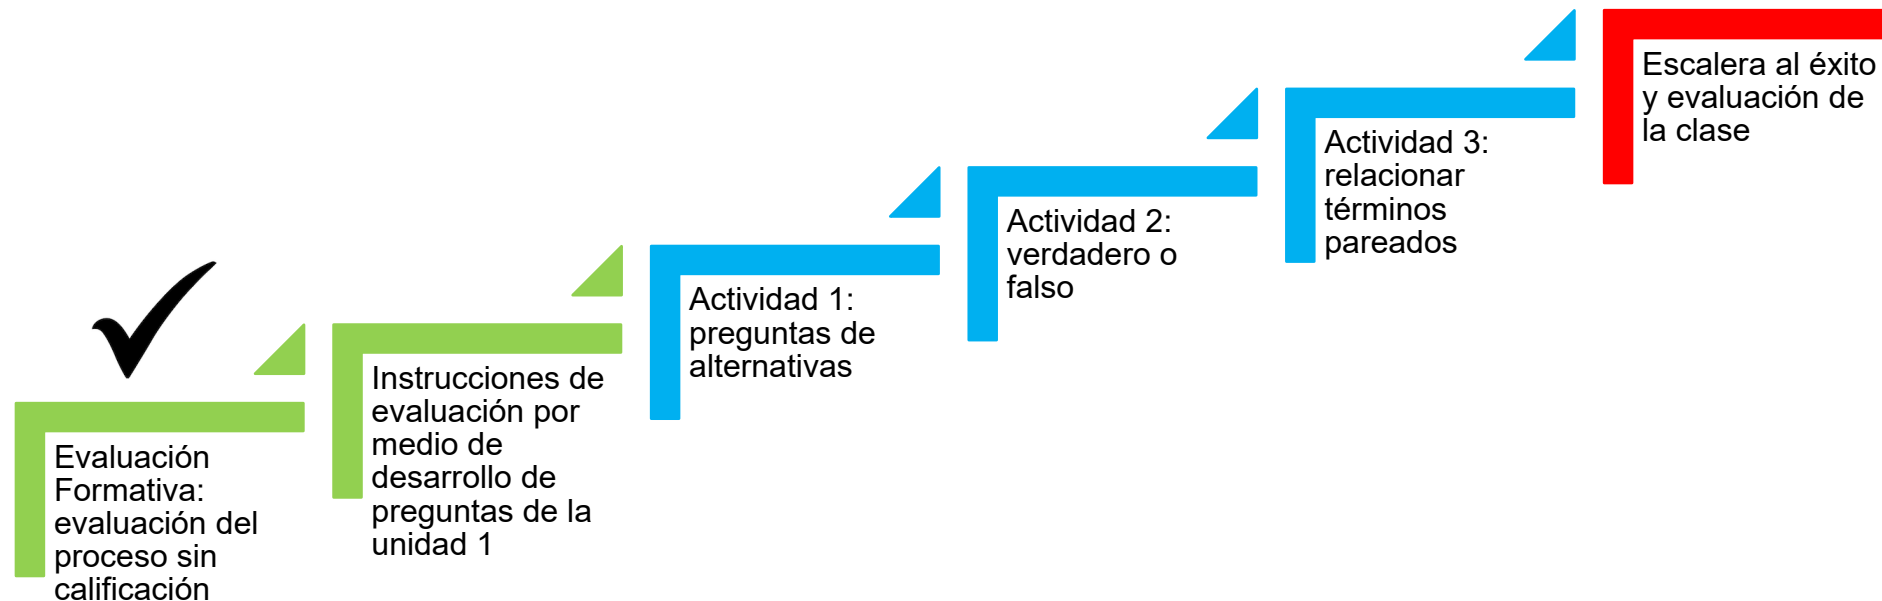 Evaluación
Formativa:
evaluación del
proceso sin
calificación
Instrucciones de
evaluación por
medio de
desarrollo de
preguntas de la
unidad 1
Actividad 1:
preguntas de
alternativas
Actividad 2:
verdadero o
falso
Actividad 3:
relacionar
términos
pareados
Escalera al éxito
y evaluación de
la clase